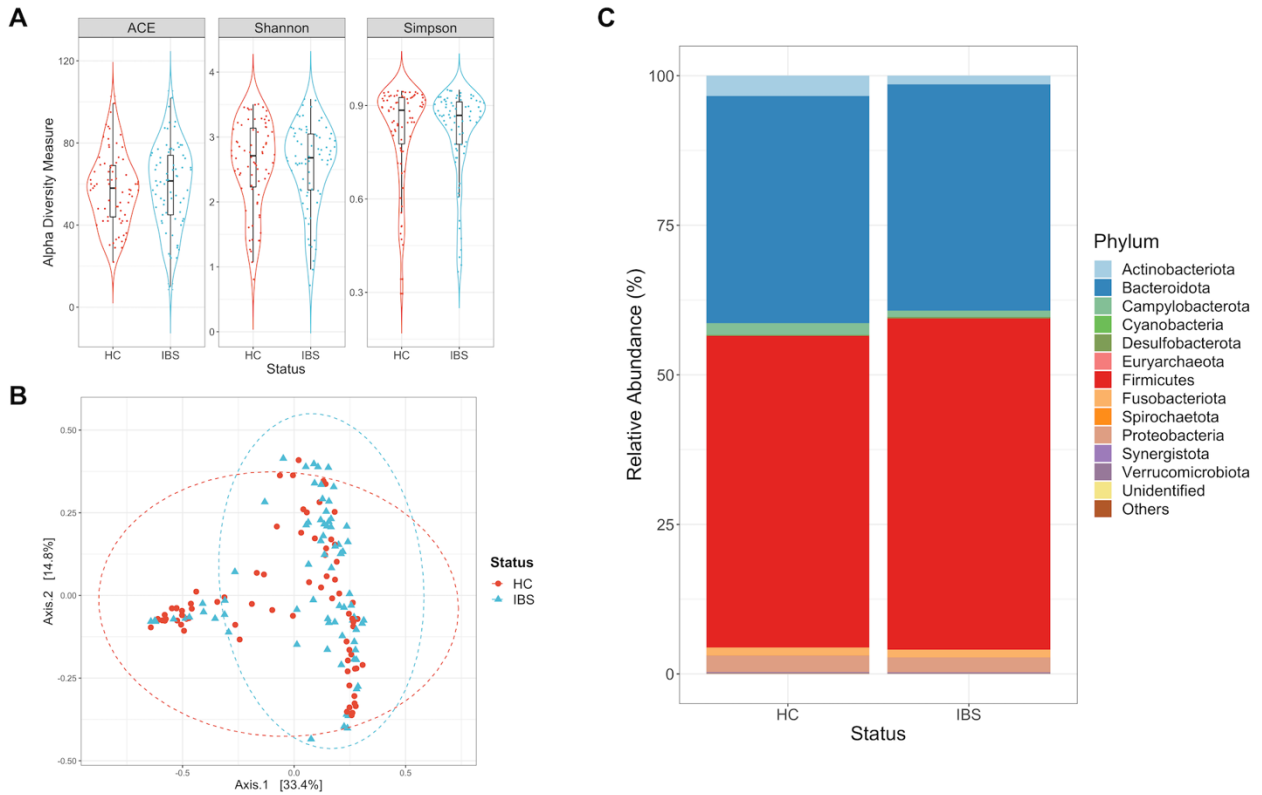 A
ACE
Shannon
Simpson
Alpha Diversity Measure
120
80
40
0
4
3
2
1
0
0.9
0.6
0.3
HC
IBS
HC
IBS
HC
IBS
Status
B
0.50
0.25
0.00
-0.25
-0.50
Axis.2 [14.8%]
-0.5
0.0
0.5
Axis.1 [33.4%]
Status
HC
IBS
C
100
75
50
25
0
Relative Abundance (%)
HC
IBS
Status
Phylum
Actinobacteriota
Bacteroidota
Campylobacterota
Cyanobacteria
Desulfobacterota
Euryarchaeota
Firmicutes
Fusobacteriota
Spirochaetota
Proteobacteria
Synergistota
Verrucomicrobiota
Unidentified
Others